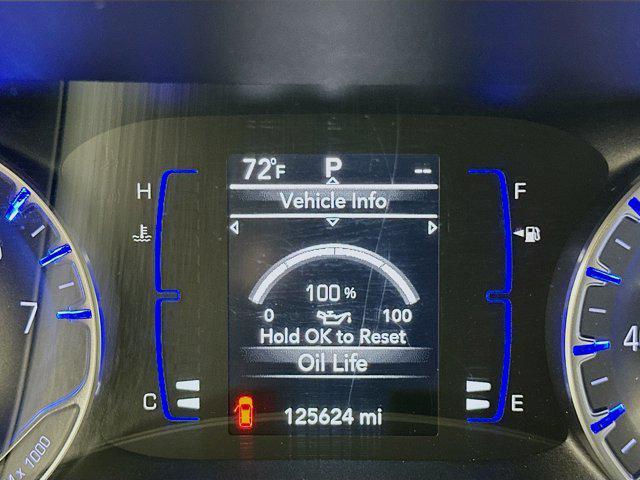 72°F P --
Vehicle Info
H F
100 %
0 100
Hold OK to Reset
Oil Life
7 4
C E
125624 mi
x 1000